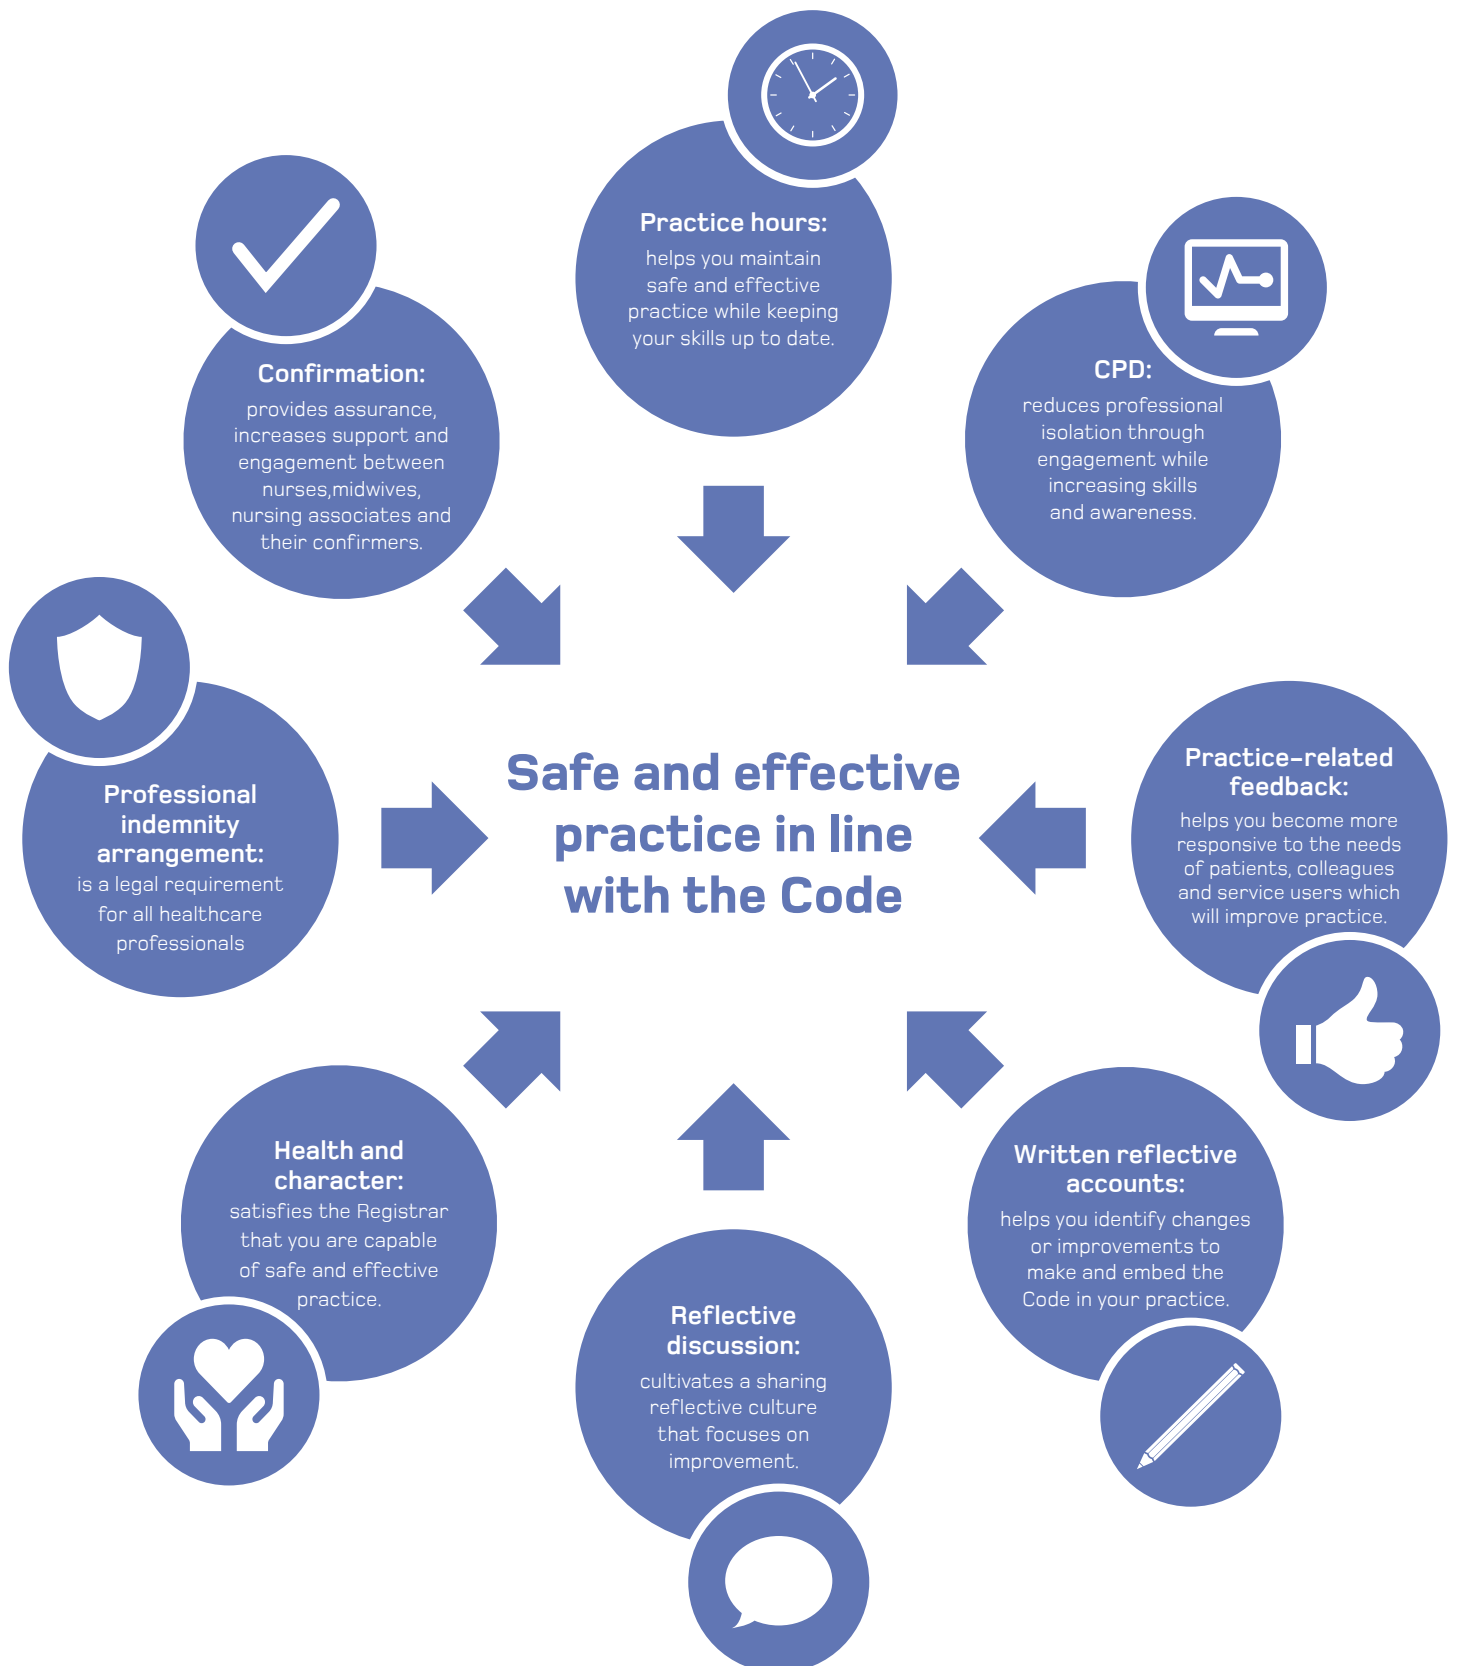 Practice hours:
helps you maintain
safe and effective
practice while keeping
your skills up to date.
CPD:
reduces professional
isolation through
engagement while
increasing skills
and awareness.
Practice-related
feedback:
helps you become more
responsive to the needs
of patients, colleagues
and service users which
will improve practice.
Written reflective
accounts:
helps you identify changes
or improvements to
make and embed the
Code in your practice.
Reflective
discussion:
cultivates a sharing
reflective culture
that focuses on
improvement.
Health and
character:
satisfies the Registrar
that you are capable
of safe and effective
practice.
Professional
indemnity
arrangement:
is a legal requirement
for all healthcare
professionals
Confirmation:
provides assurance,
increases support and
engagement between
nurses,midwives,
nursing associates and
their confirmers.
Safe and effective
practice in line
with the Code